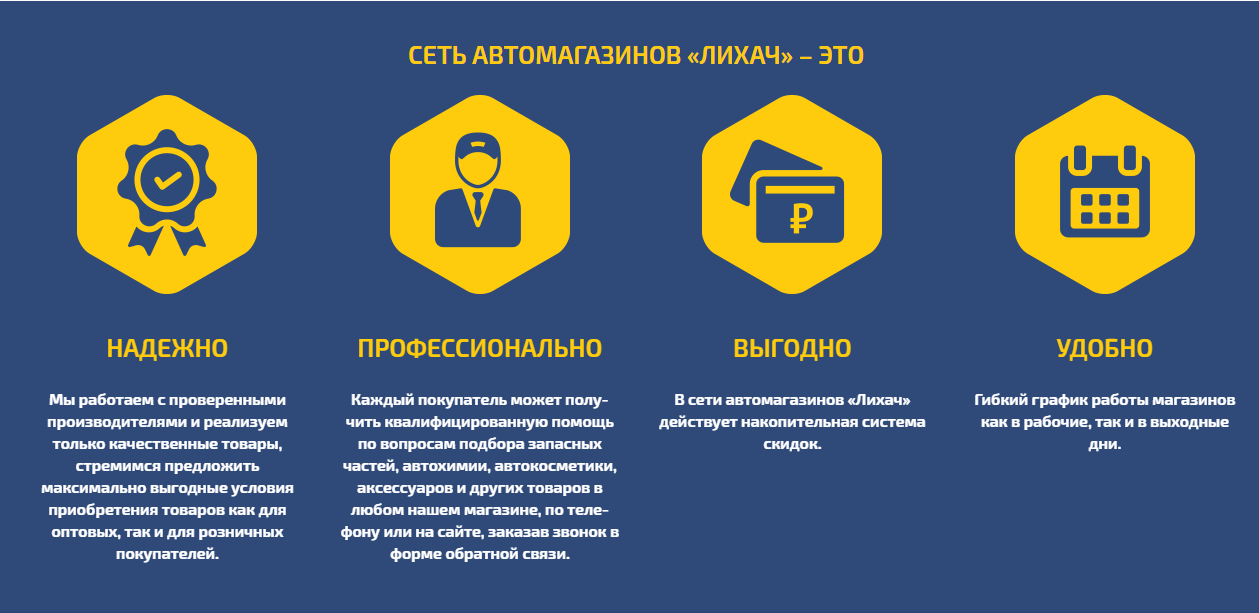 СЕТЬ АВТОМАГАЗИНОВ «ЛИХАЧ» – ЭТО
₽
НАДЕЖНО
Мы работаем с проверенными
производителями и реализуем
только качественные товары,
стремимся предложить
максимально выгодные условия
приобретения товаров как для
оптовых, так и для розничных
покупателей.
ПРОФЕССИОНАЛЬНО
Каждый покупатель может полу-
чить квалифицированную помощь
по вопросам подбора запасных
частей, автохимии, автокосметики,
аксессуаров и других товаров в
любом нашем магазине, по теле-
фону или на сайте, заказав звонок в
форме обратной связи.
ВЫГОДНО
В сети автомагазинов «Лихач»
действует накопительная система
скидок.
УДОБНО
Гибкий график работы магазинов
как в рабочие, так и в выходные
дни.